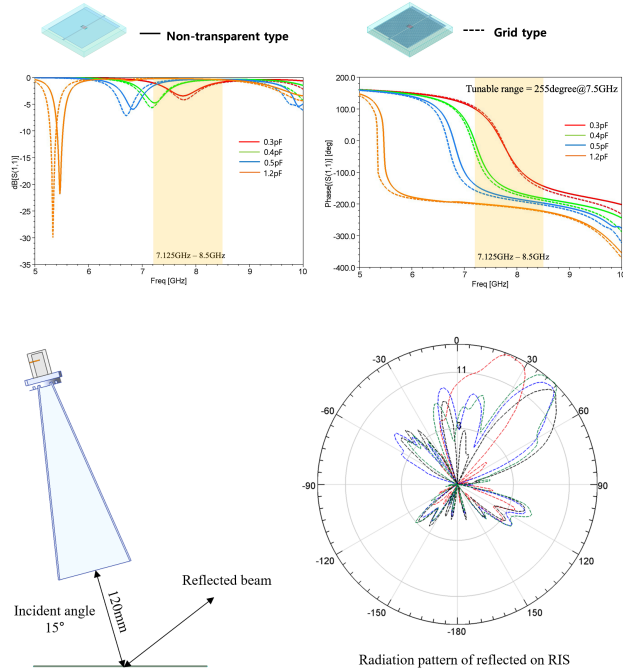 Non-transparent type
Grid type
0
-5
-10
-15
-20
-25
-30
-35
dB[S(1,1)]
0.3pF
0.4pF
0.5pF
1.2pF
7.125GHz – 8.5GHz
5
6
7
8
9
10
Freq [GHz]
200.0
100.0
0.0
-100.0
-200.0
-300.0
-400.0
Phase[(S(1,1)] [deg]
Tunable range = 255degree@7.5GHz
0.3pF
0.4pF
0.5pF
1.2pF
7.125GHz – 8.5GHz
5
6
7
8
9
10
Freq [GHz]
Incident angle
15°
120mm
Reflected beam
0
30
60
90
120
150
-180
-150
-120
-90
-60
-30
11
Radiation pattern of reflected on RIS